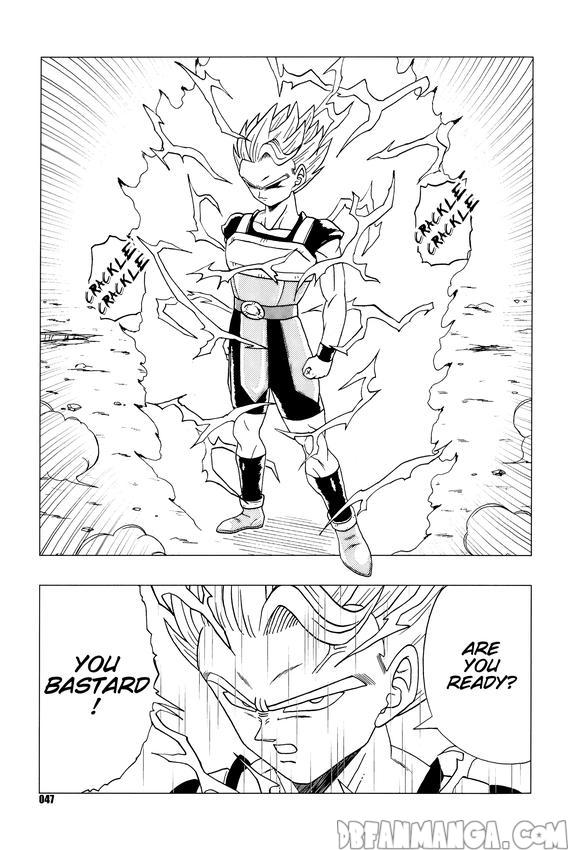 CRACKLE
CRACKLE
CRACKLE
CRACKLE
ARE
YOU
READY?
YOU
BASTARD
!
047
DBFANMANGA.COM